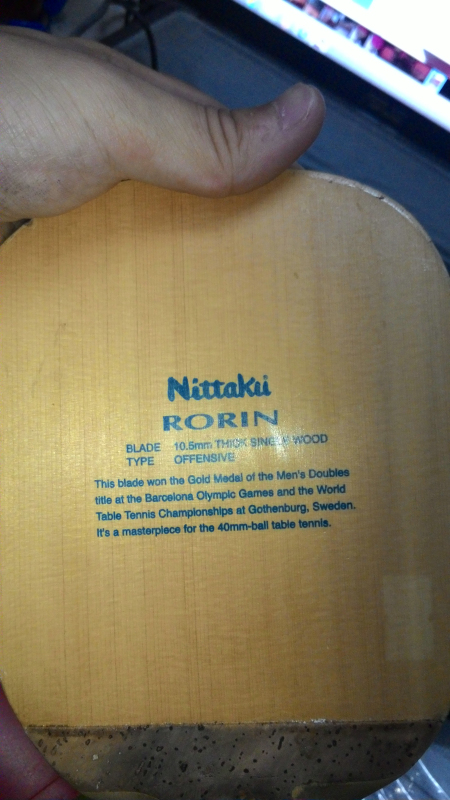 Nittaku
RORIN
BLADE 10.5mm THICK SINGLE WOOD
TYPE OFFENSIVE
This blade won the Gold Medal of the Men's Doubles
title at the Barcelona Olympic Games and the World
Table Tennis Championships at Gothenburg, Sweden.
It's a masterpiece for the 40mm-ball table tennis.